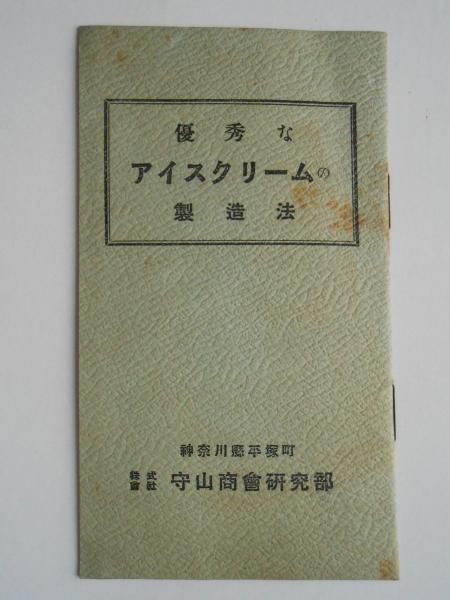 優秀な
アイスクリームの
製造法
神奈川縣平塚町
株式會社 守山商會研究部